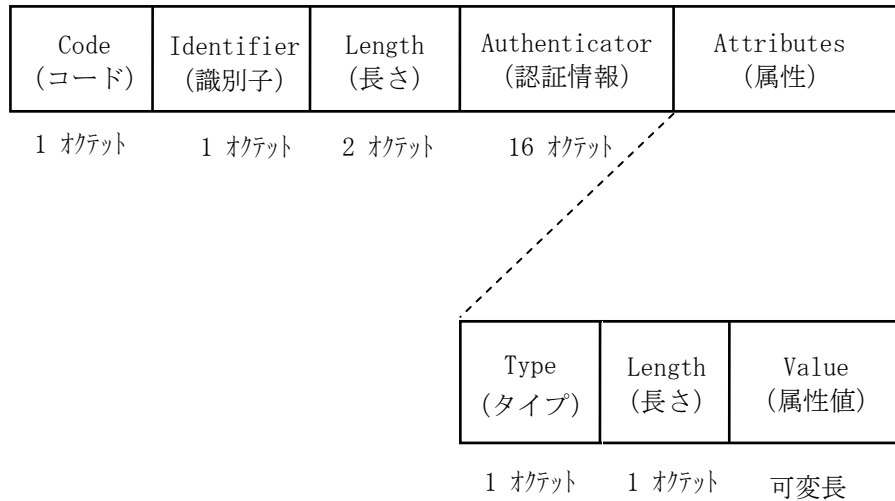 Code Identifier Length Authenticator Attributes
(コード) (識別子) (長さ) (認証情報) (属性)
1 ｵｸﾃｯﾄ 1 ｵｸﾃｯﾄ 2 ｵｸﾃｯﾄ 16 ｵｸﾃｯﾄ
Type Length Value
(タイプ) (長さ) (属性値)
1 ｵｸﾃｯﾄ 1 ｵｸﾃｯﾄ 可変長